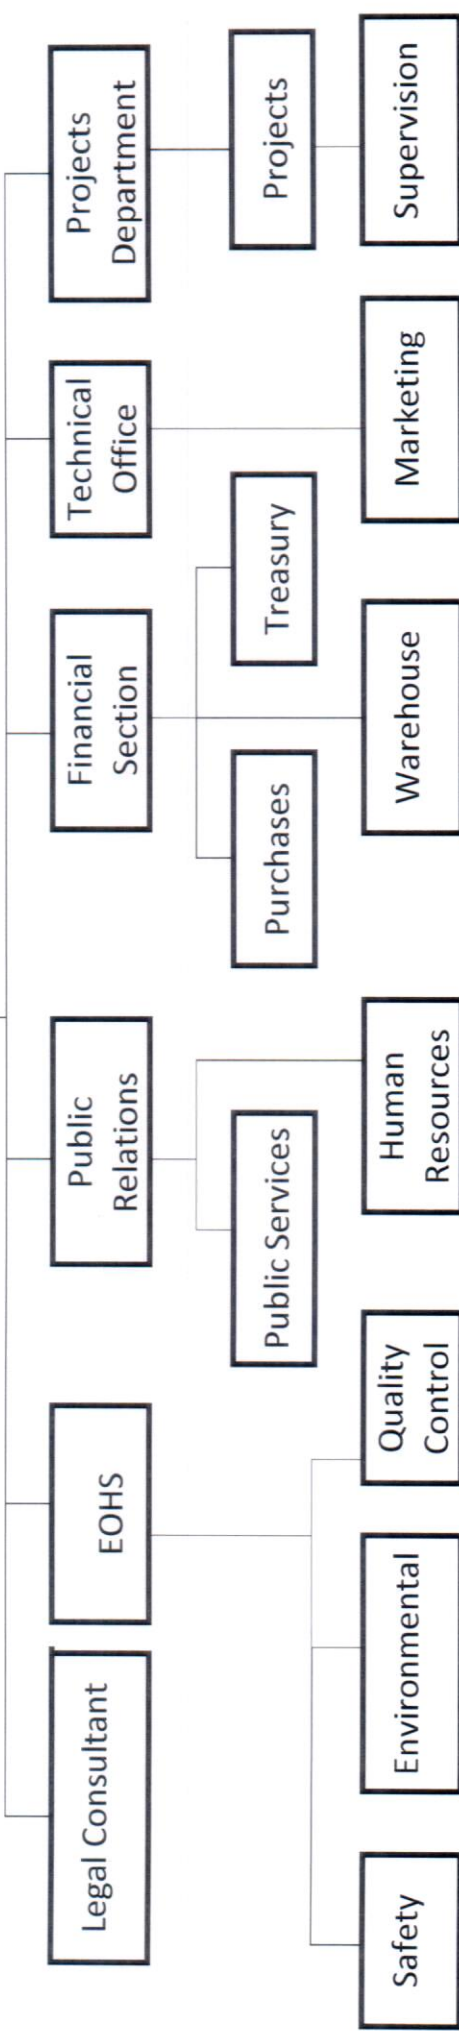 Legal Consultant
EOHS
Public
Relations
Financial
Section
Technical
Office
Projects
Department
Public Services
Purchases
Treasury
Projects
Safety
Environmental
Quality
Control
Human
Resources
Warehouse
Marketing
Supervision